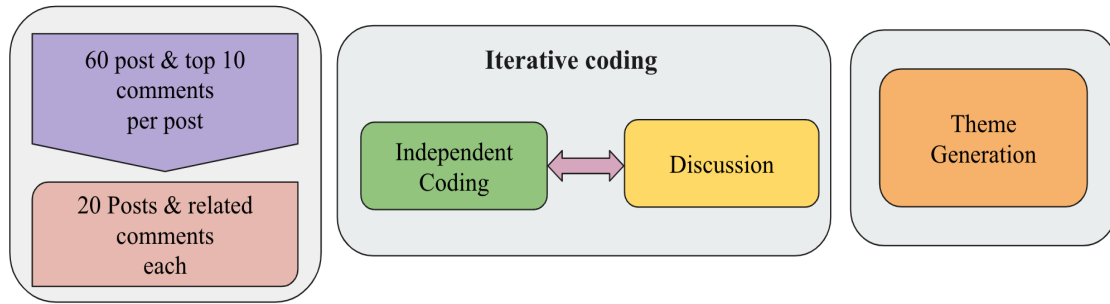 60 post & top 10
comments
per post
20 Posts & related
comments
each
Iterative coding
Independent
Coding
Discussion
Theme
Generation